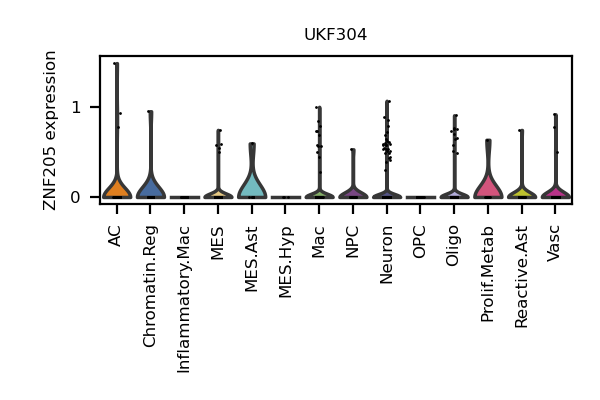 UKF304
ZNF205 expression
1
0
AC
Chromatin.Reg
Inflammatory.Mac
MES
MES.Ast
MES.Hyp
Mac
NPC
Neuron
OPC
Oligo
Prolif.Metab
Reactive.Ast
Vasc